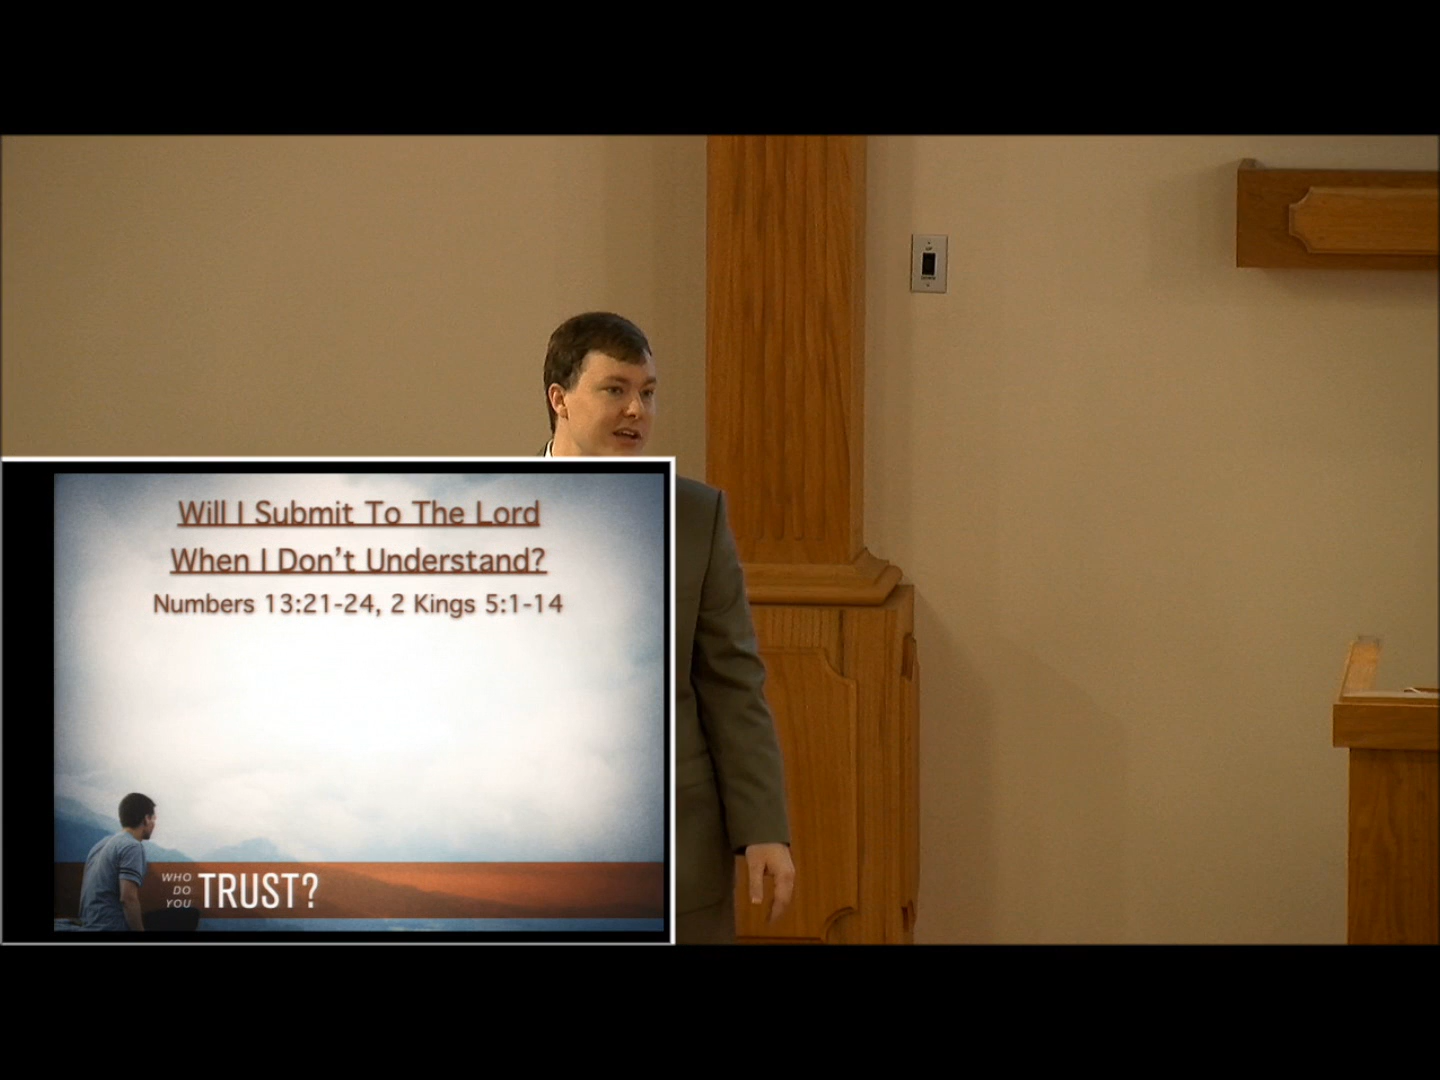 Will I Submit To The Lord
When I Don't Understand?
Numbers 13:21-24, 2 Kings 5:1-14
WHO
DO
YOU
TRUST?